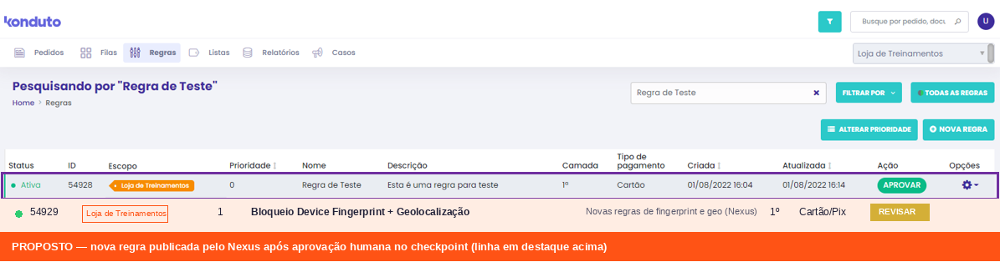 konduto
Busque por pedido, docu
U
Pedidos
Filas
Regras
Listas
Relatórios
Casos
Loja de Treinamentos
Pesquisando por "Regra de Teste"
Home › Regras
Regra de Teste
FILTRAR POR
TODAS AS REGRAS
ALTERAR PRIORIDADE
NOVA REGRA
Status ID Escopo Prioridade Nome Descrição Camada Tipo de pagamento Criada Atualizada Ação Opções
Ativa 54928 Loja de Treinamentos 0 Regra de Teste Esta é uma regra para teste 1º Cartão 01/08/2022 16:04 01/08/2022 16:14 APROVAR
54929 Loja de Treinamentos 1 Bloqueio Device Fingerprint + Geolocalização Novas regras de fingerprint e geo (Nexus) 1º Cartão/Pix REVISAR
PROPOSTO — nova regra publicada pelo Nexus após aprovação humana no checkpoint (linha em destaque acima)